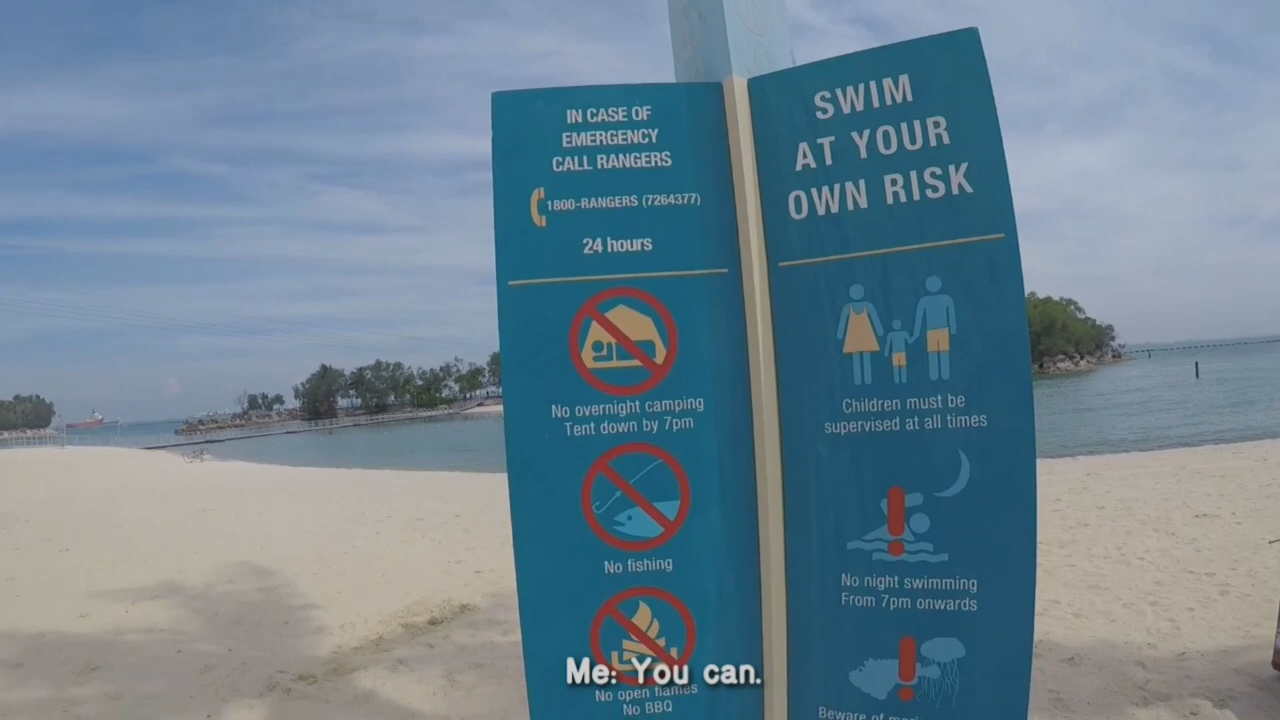 IN CASE OF
EMERGENCY
CALL RANGERS
1800-RANGERS (7264377)
24 hours
No overnight camping
Tent down by 7pm
No fishing
No open flames
No BBQ
SWIM
AT YOUR
OWN RISK
Children must be
supervised at all times
No night swimming
From 7pm onwards
Beware of
Me: You can.